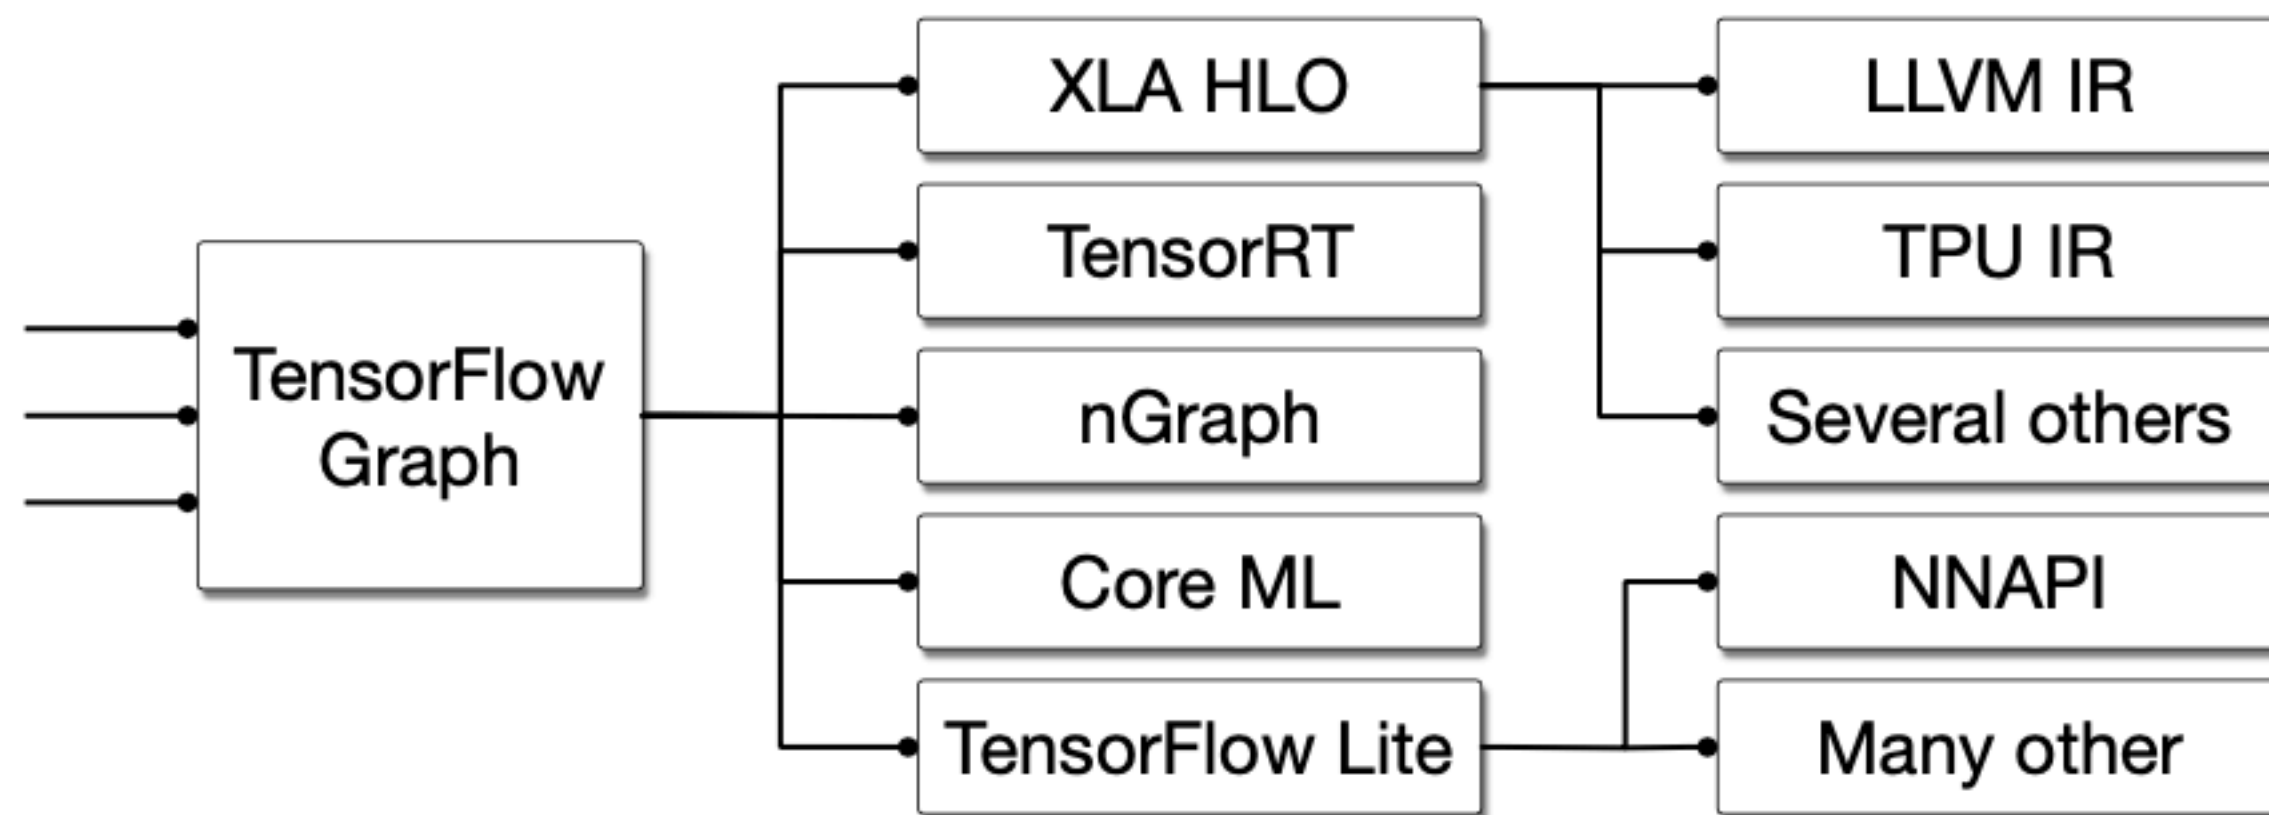 TensorFlow
Graph
XLA HLO
TensorRT
nGraph
Core ML
TensorFlow Lite
LLVM IR
TPU IR
Several others
NNAPI
Many other